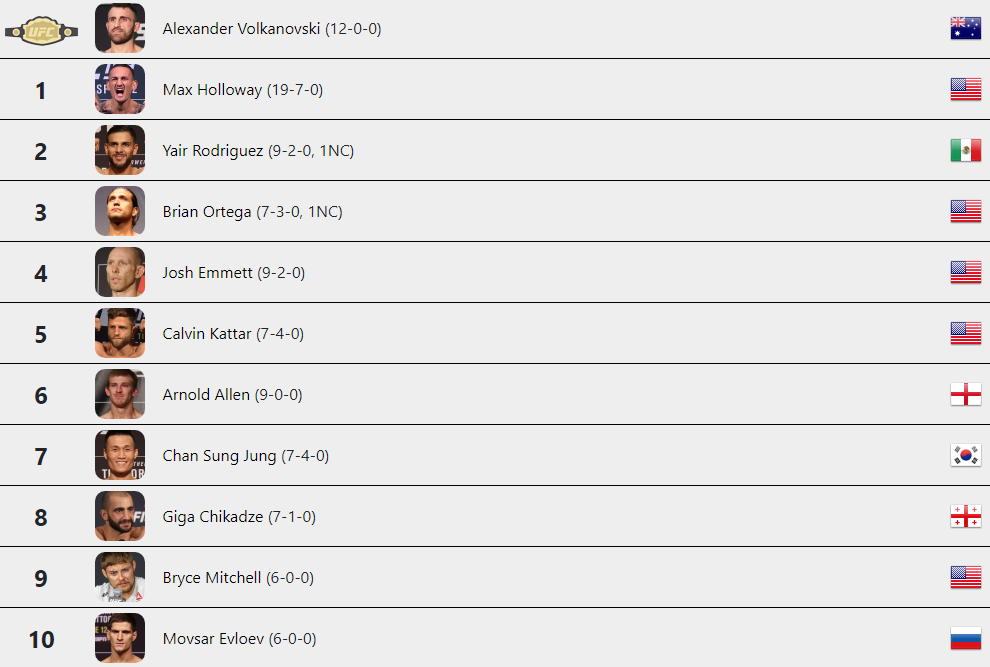 UFC
Alexander Volkanovski (12-0-0)
1
Max Holloway (19-7-0)
2
Yair Rodriguez (9-2-0, 1NC)
3
Brian Ortega (7-3-0, 1NC)
4
Josh Emmett (9-2-0)
5
Calvin Kattar (7-4-0)
6
Arnold Allen (9-0-0)
7
Chan Sung Jung (7-4-0)
8
Giga Chikadze (7-1-0)
9
Bryce Mitchell (6-0-0)
10
Movsar Evloev (6-0-0)